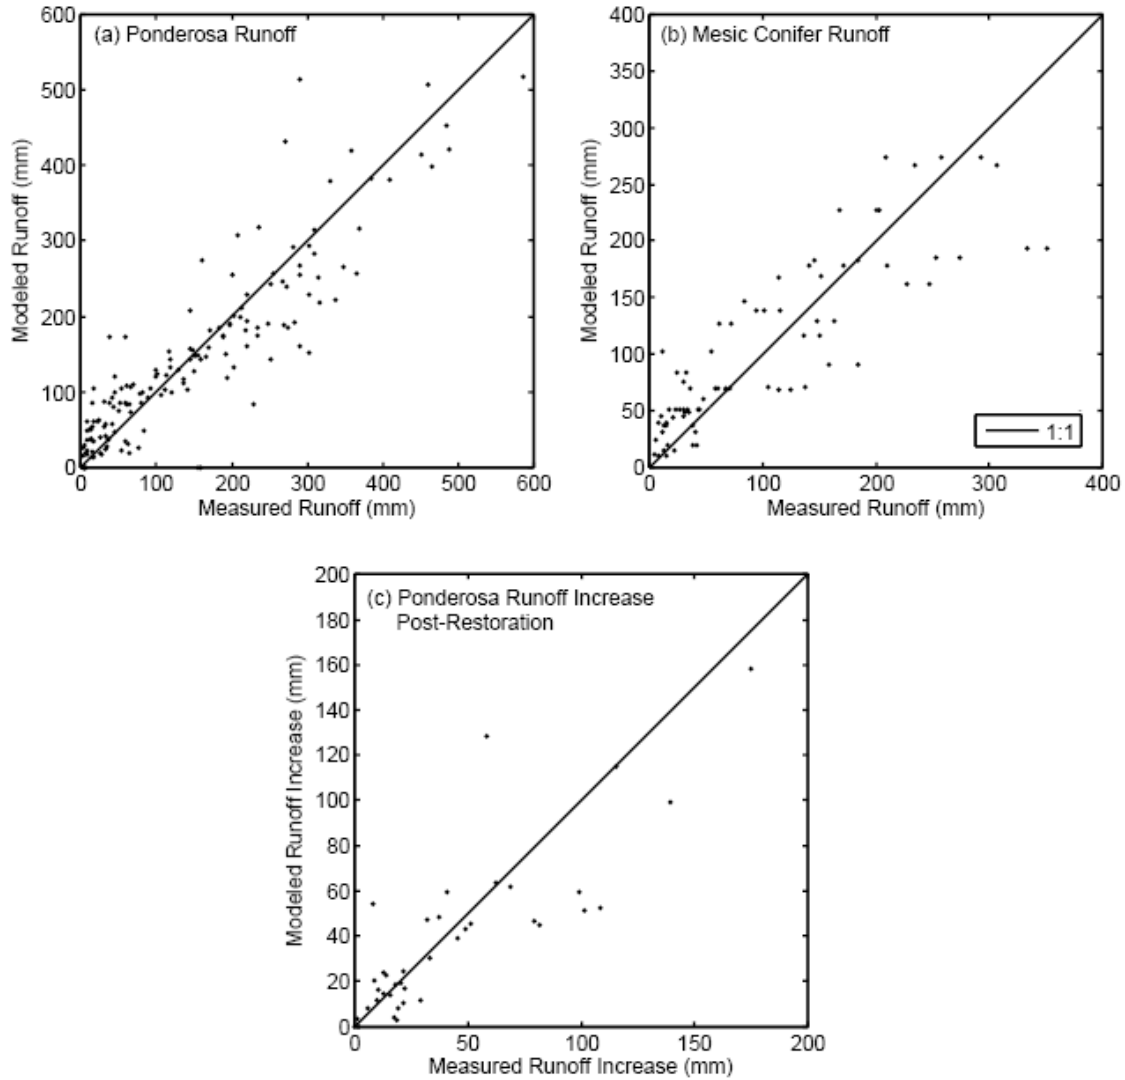 600
500
400
300
200
100
0
(a) Ponderosa Runoff
Modeled Runoff (mm)
0 100 200 300 400 500 600
Measured Runoff (mm)
400
350
300
250
200
150
100
50
0
(b) Mesic Conifer Runoff
Modeled Runoff (mm)
1:1
0 100 200 300 400
Measured Runoff (mm)
200
180
160
140
120
100
80
60
40
20
0
(c) Ponderosa Runoff Increase
Post-Restoration
Modeled Runoff Increase (mm)
0 50 100 150 200
Measured Runoff Increase (mm)